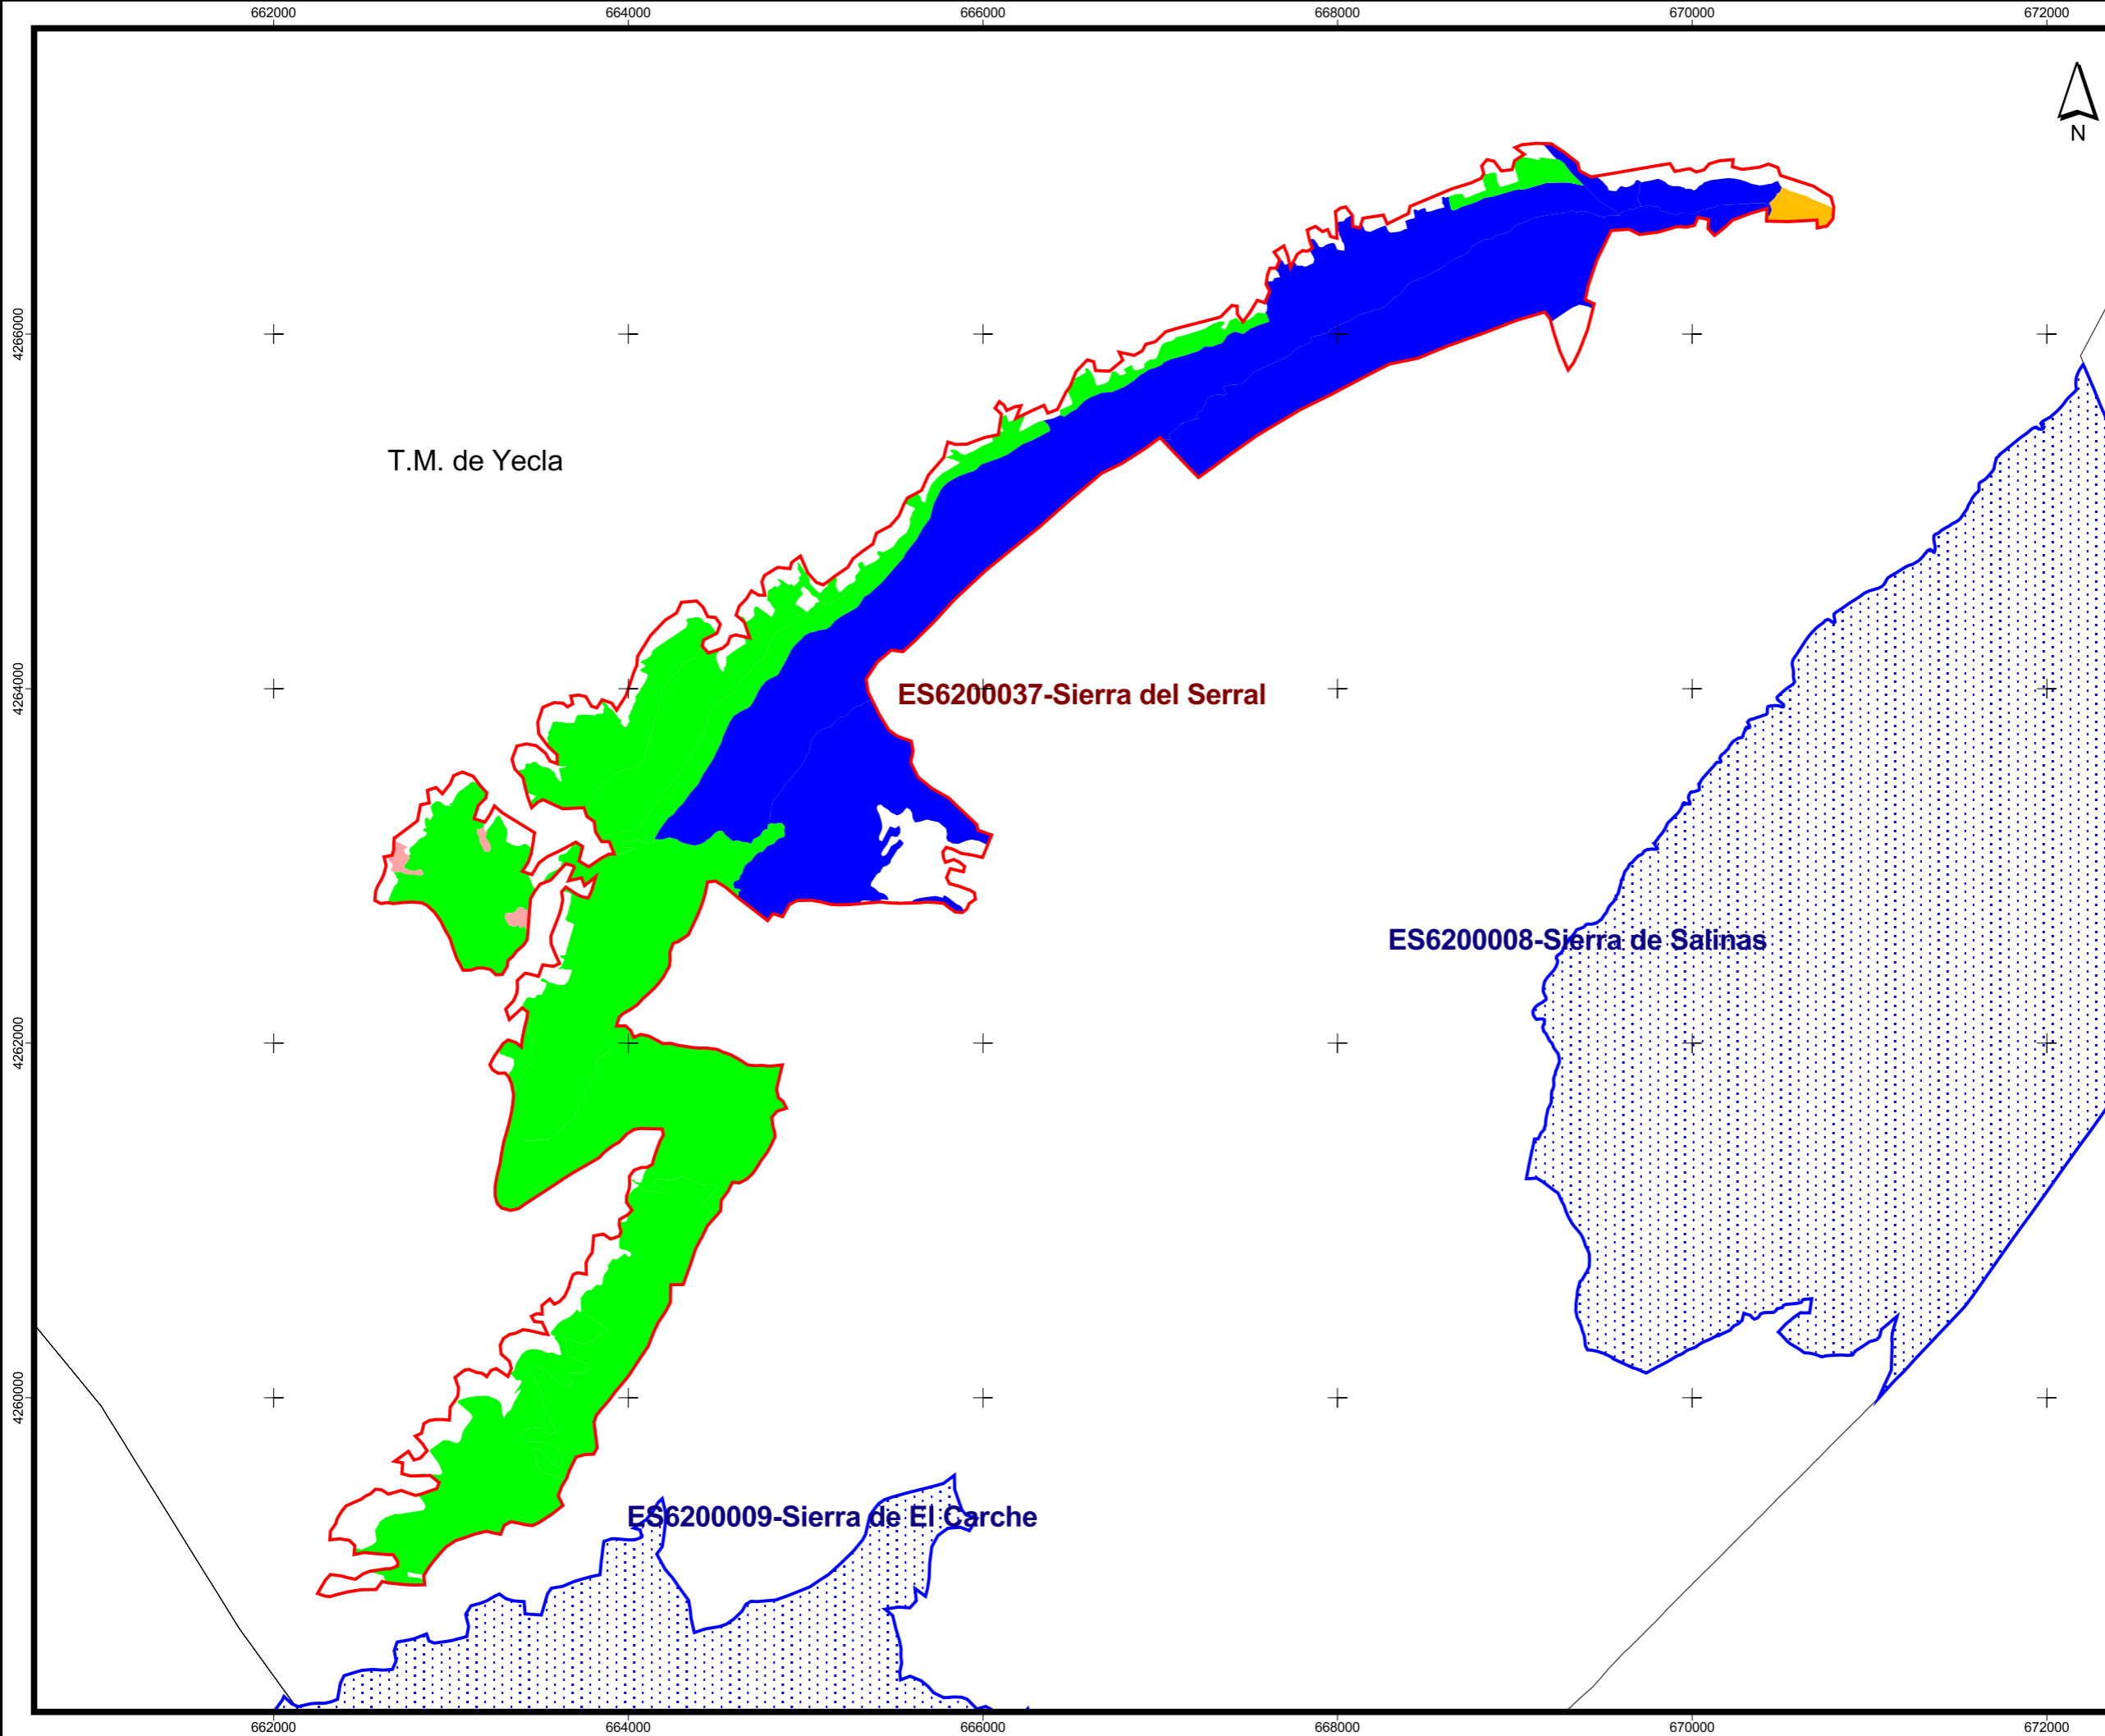 662000 664000 666000 668000 670000 672000
N
4266000
T.M. de Yecla
4264000
ES6200037-Sierra del Serral
ES6200008-Sierra de Salinas
4262000
4260000
ES6200009-Sierra de El Carche
662000 664000 666000 668000 670000 672000